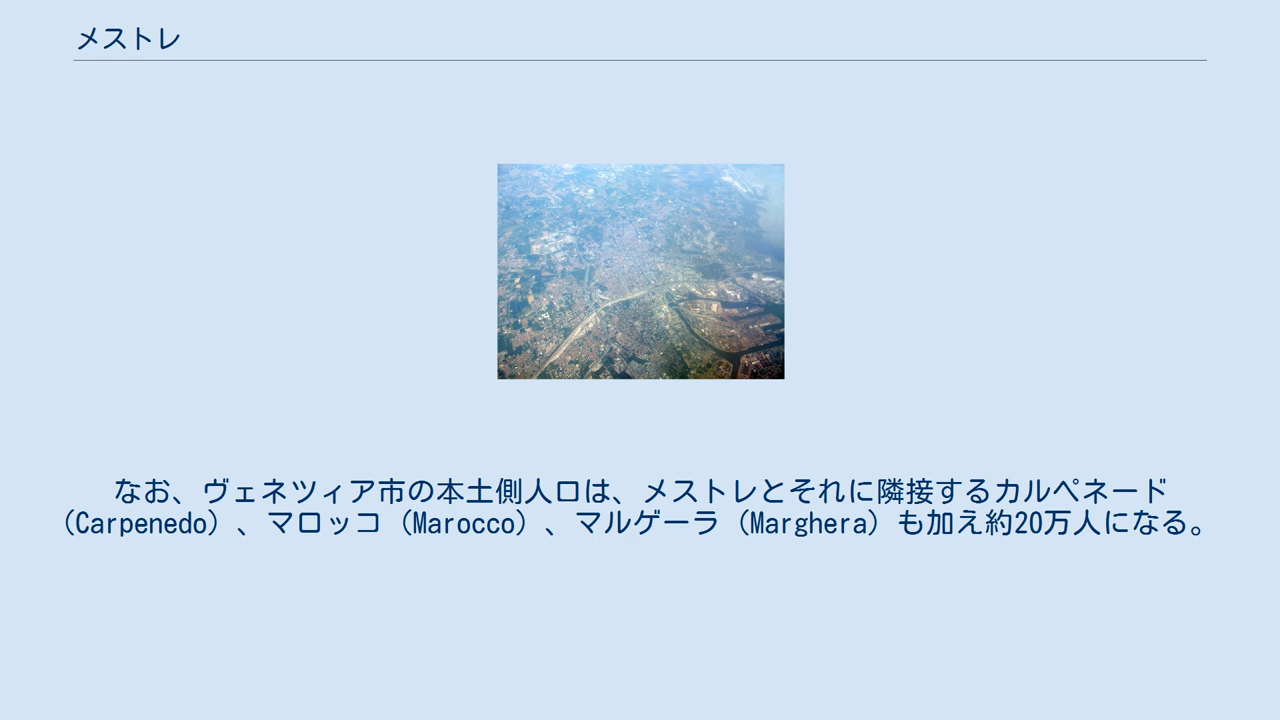 メストレ
なお、ヴェネツィア市の本土側人口は、メストレとそれに隣接するカルペネード
（Carpenedo）、マロッコ（Marocco）、マルゲーラ（Marghera）も加え約20万人になる。